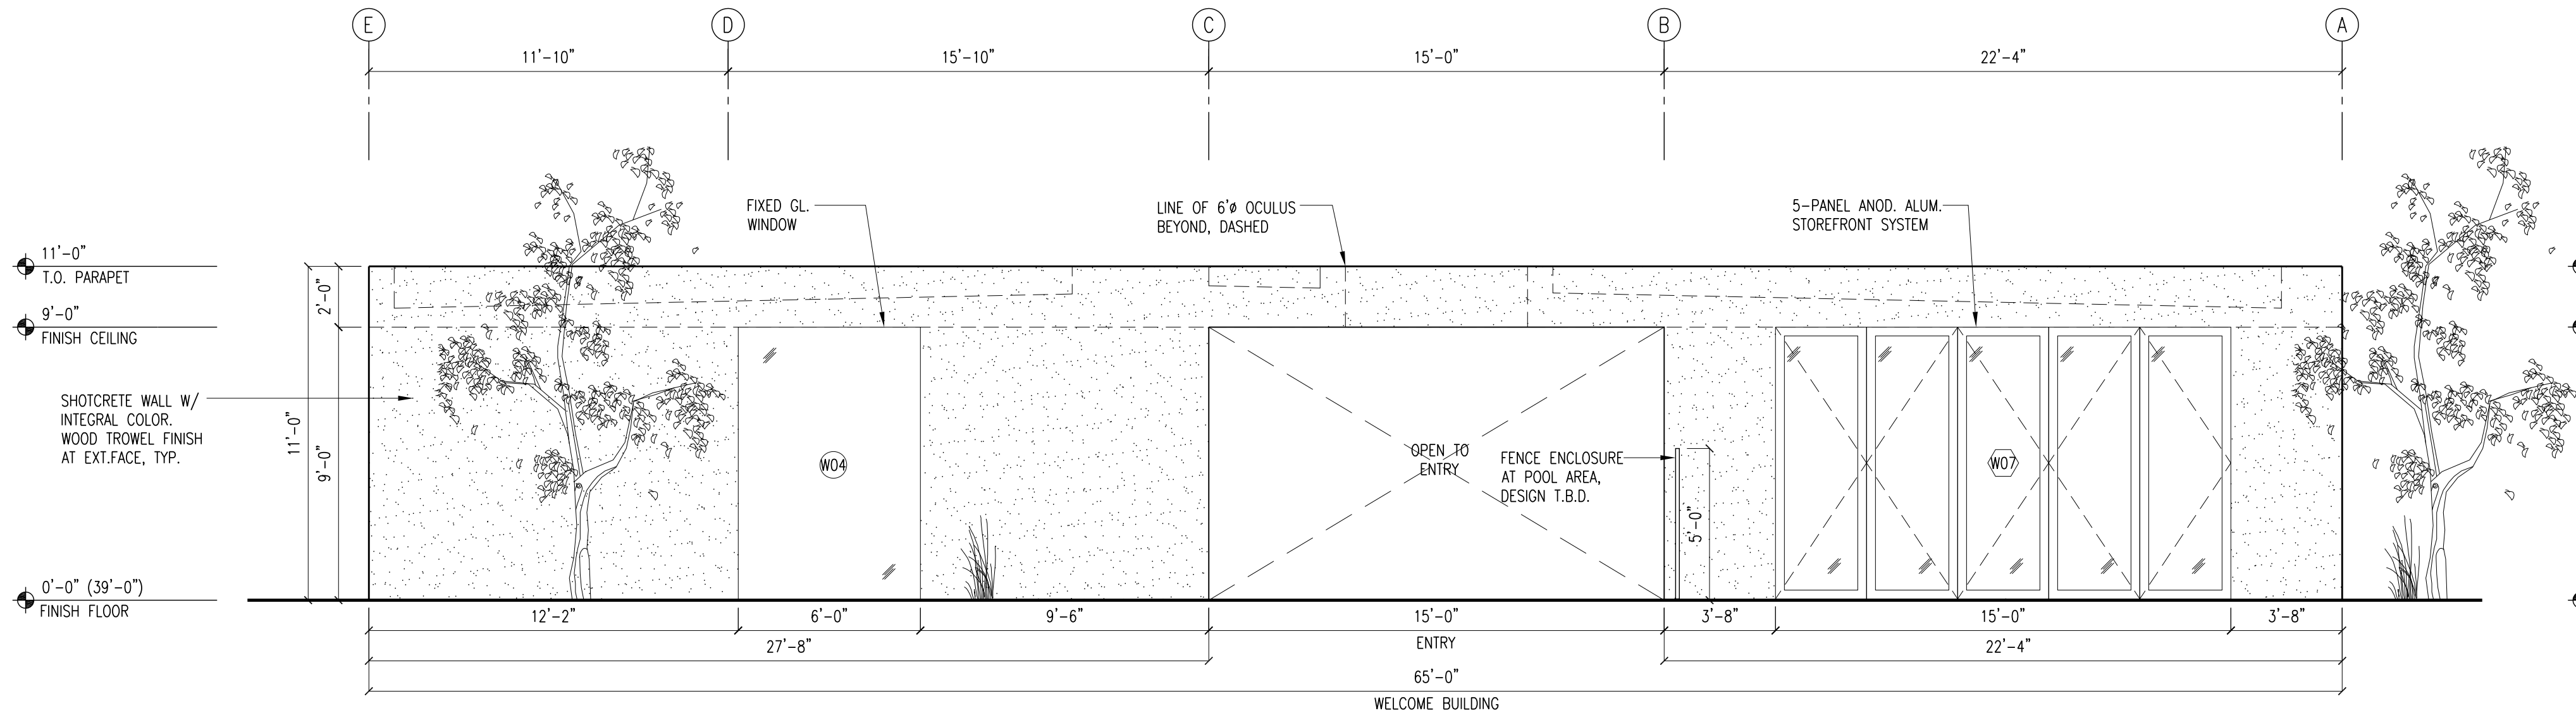 E
D
C
B
A
11'-10"
15'-10"
15'-0"
22'-4"
FIXED GL.
WINDOW
LINE OF 6'ø OCULUS
BEYOND, DASHED
5-PANEL ANOD. ALUM.
STOREFRONT SYSTEM
11'-0"
T.O. PARAPET
9'-0"
FINISH CEILING
2'-0"
SHOTCRETE WALL W/
INTEGRAL COLOR.
WOOD TROWEL FINISH
AT EXT.FACE, TYP.
11'-0"
9'-0"
W04
OPEN TO
ENTRY
FENCE ENCLOSURE
AT POOL AREA,
DESIGN T.B.D.
5'-0"
W07
0'-0" (39'-0")
FINISH FLOOR
12'-2"
6'-0"
9'-6"
15'-0"
ENTRY
3'-8"
15'-0"
3'-8"
27'-8"
22'-4"
65'-0"
WELCOME BUILDING